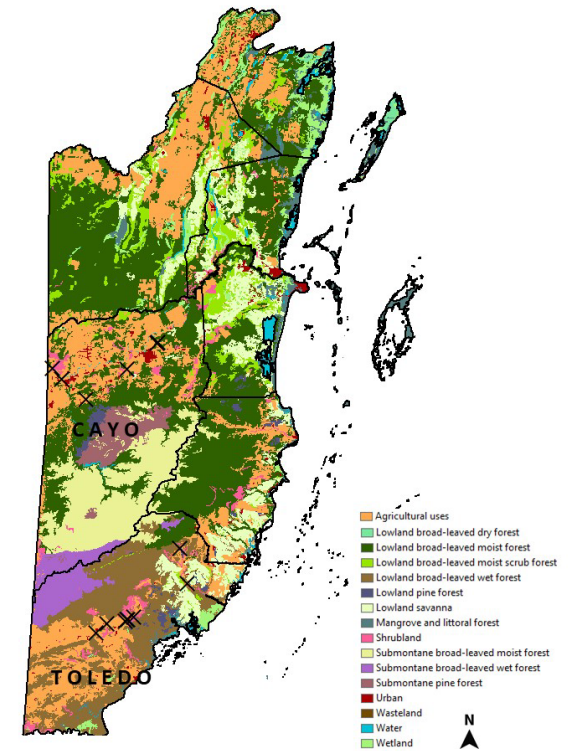 CAYO
Agricultural uses
Lowland broad-leaved dry forest
Lowland broad-leaved moist forest
Lowland broad-leaved moist scrub forest
Lowland broad-leaved wet forest
Lowland pine forest
Lowland savanna
Mangrove and littoral forest
Shrubland
Submontane broad-leaved moist forest
Submontane broad-leaved wet forest
Submontane pine forest
Urban
Wasteland
Water
Wetland
TOLEDO
N